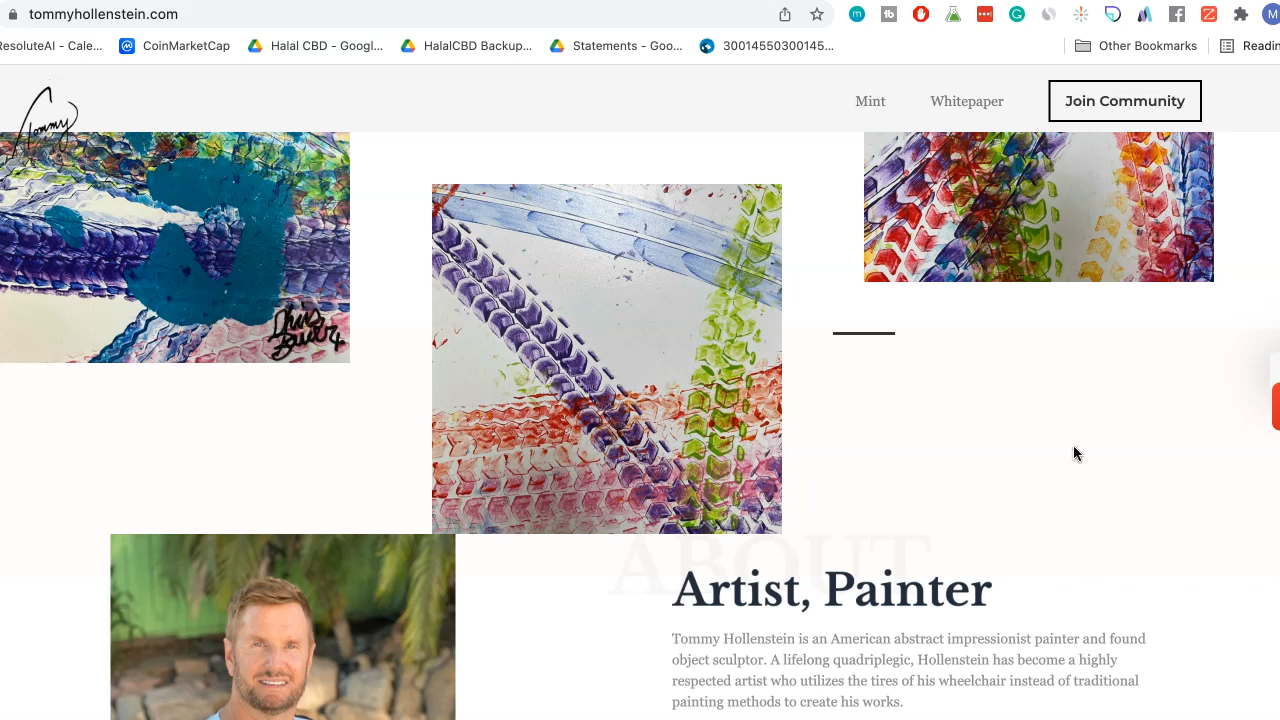 tommyhollenstein.com
ResoluteAI - Cale...
CoinMarketCap
Halal CBD - Googl...
HalalCBD Backup...
Statements - Goo...
30014550300145...
Other Bookmarks
Readin
Tommy
Mint
Whitepaper
Join Community
ABOUT
Artist, Painter
Tommy Hollenstein is an American abstract impressionist painter and found
object sculptor. A lifelong quadriplegic, Hollenstein has become a highly
respected artist who utilizes the tires of his wheelchair instead of traditional
painting methods to create his works.